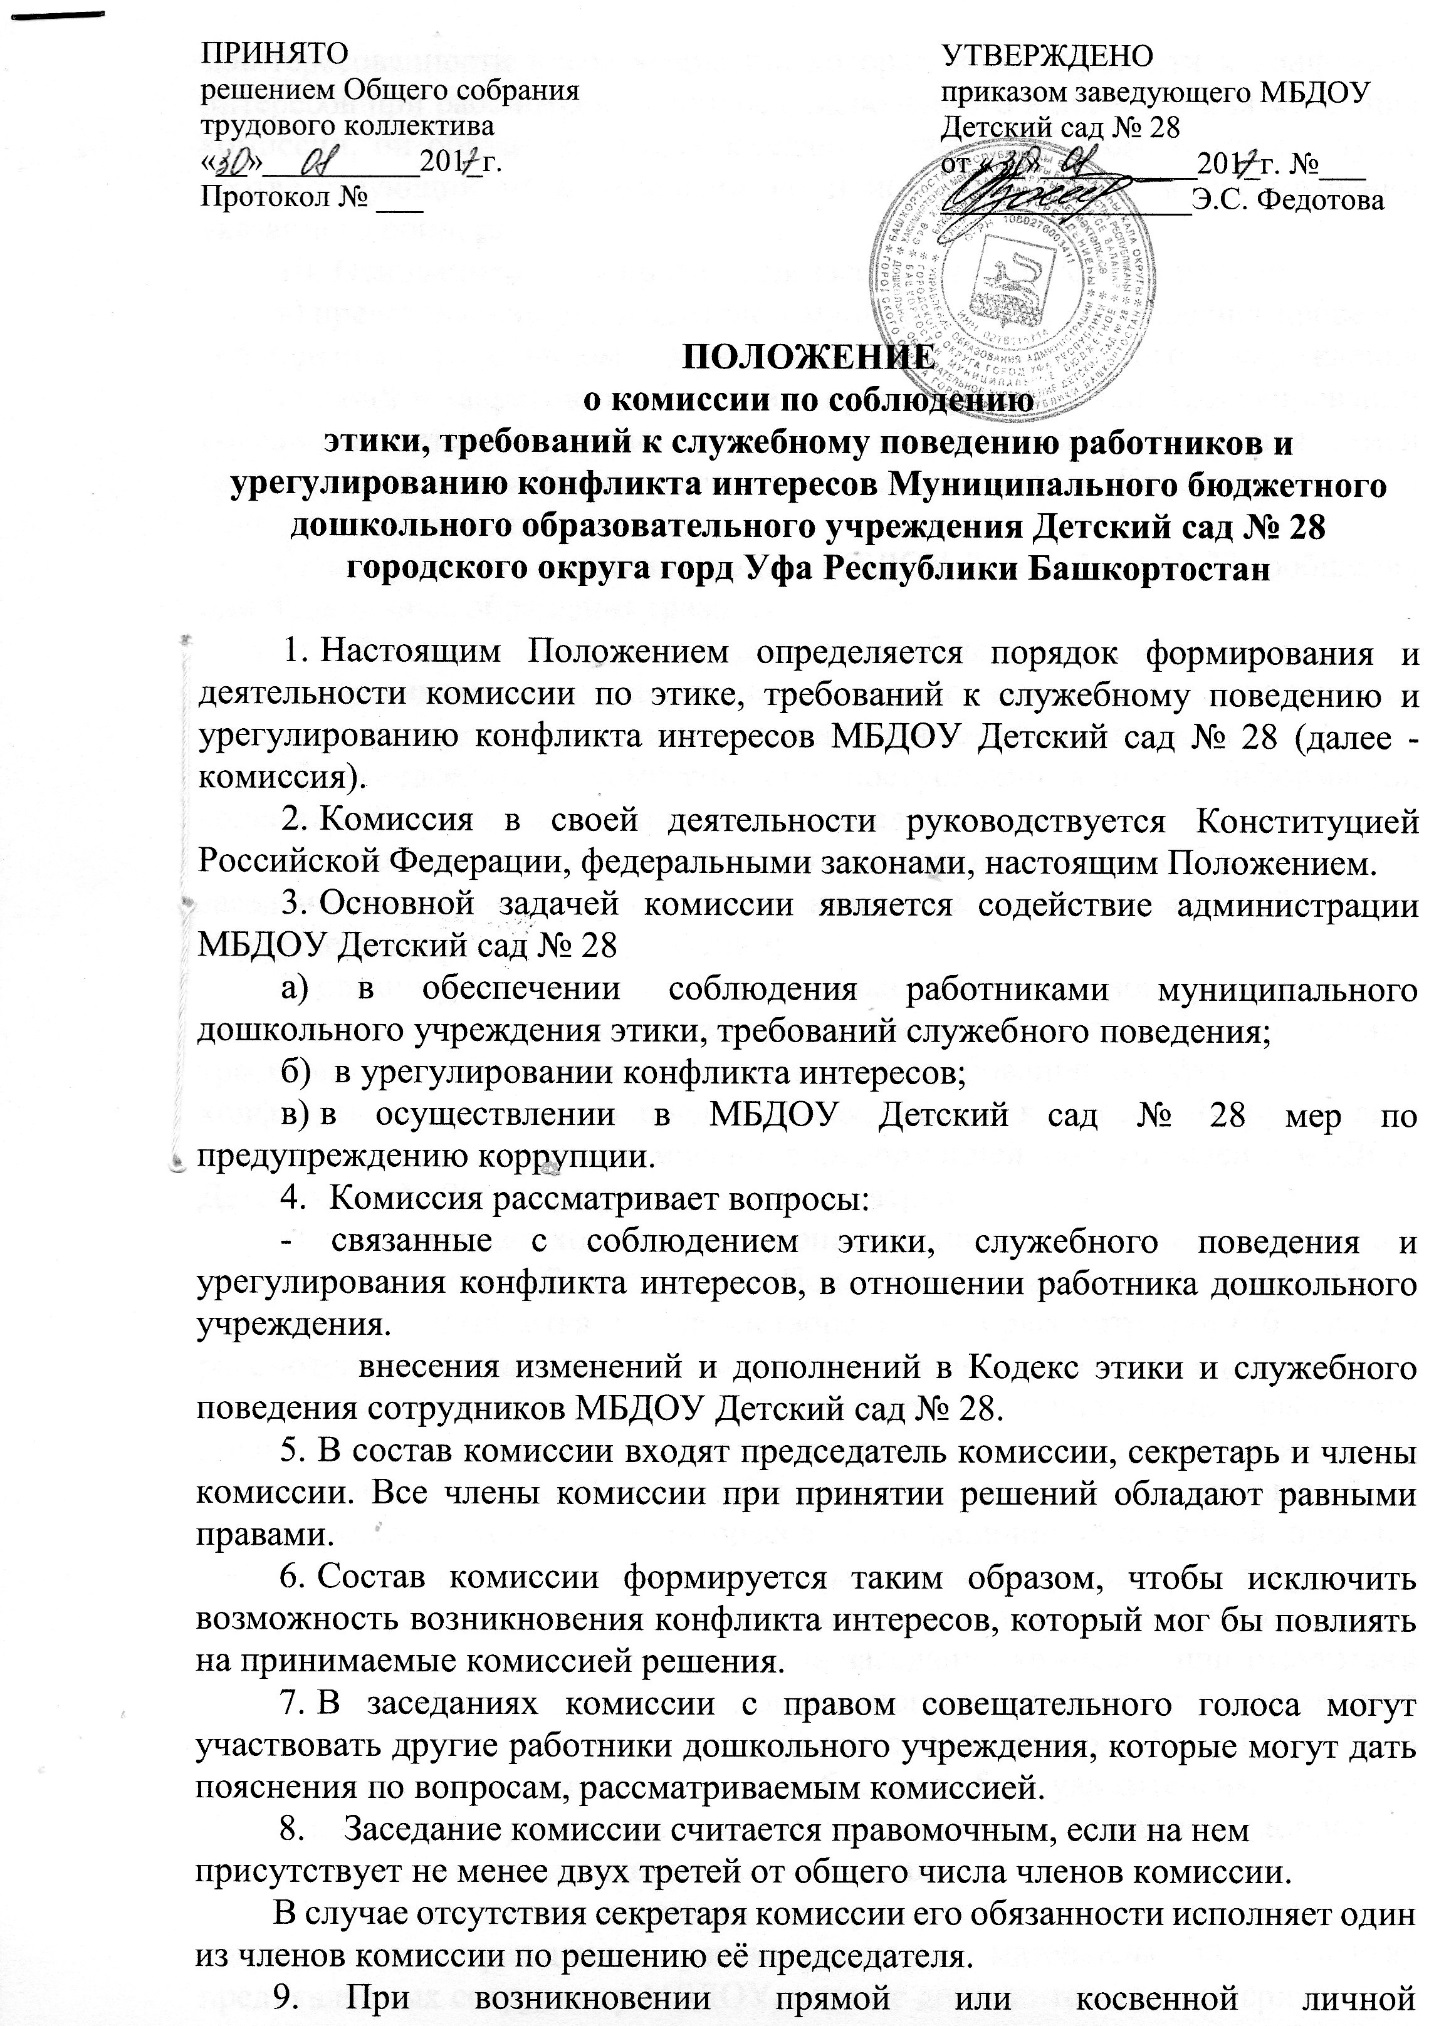 ПРИНЯТО
решением Общего собрания
трудового коллектива
«30» 01 2017 г.
Протокол № ___
УТВЕРЖДЕНО
приказом заведующего МБДОУ
Детский сад № 28
от «30» 01 2017 г. №___
Э.С. Федотова
ОГРН 1060276003411
ПОЛОЖЕНИЕ
о комиссии по соблюдению
этики, требований к служебному поведению работников и
урегулированию конфликта интересов Муниципального бюджетного
дошкольного образовательного учреждения Детский сад № 28
городского округа горд Уфа Республики Башкортостан
1. Настоящим Положением определяется порядок формирования и
деятельности комиссии по этике, требований к служебному поведению и
урегулированию конфликта интересов МБДОУ Детский сад № 28 (далее -
комиссия).
2. Комиссия в своей деятельности руководствуется Конституцией
Российской Федерации, федеральными законами, настоящим Положением.
3. Основной задачей комиссии является содействие администрации
МБДОУ Детский сад № 28
а) в обеспечении соблюдения работниками муниципального
дошкольного учреждения этики, требований служебного поведения;
б) в урегулировании конфликта интересов;
в) в осуществлении в МБДОУ Детский сад № 28 мер по
предупреждению коррупции.
4. Комиссия рассматривает вопросы:
- связанные с соблюдением этики, служебного поведения и
урегулирования конфликта интересов, в отношении работника дошкольного
учреждения.
внесения изменений и дополнений в Кодекс этики и служебного
поведения сотрудников МБДОУ Детский сад № 28.
5. В состав комиссии входят председатель комиссии, секретарь и члены
комиссии. Все члены комиссии при принятии решений обладают равными
правами.
6. Состав комиссии формируется таким образом, чтобы исключить
возможность возникновения конфликта интересов, который мог бы повлиять
на принимаемые комиссией решения.
7. В заседаниях комиссии с правом совещательного голоса могут
участвовать другие работники дошкольного учреждения, которые могут дать
пояснения по вопросам, рассматриваемым комиссией.
8. Заседание комиссии считается правомочным, если на нем
присутствует не менее двух третей от общего числа членов комиссии.
В случае отсутствия секретаря комиссии его обязанности исполняет один
из членов комиссии по решению её председателя.
9. При возникновении прямой или косвенной личной